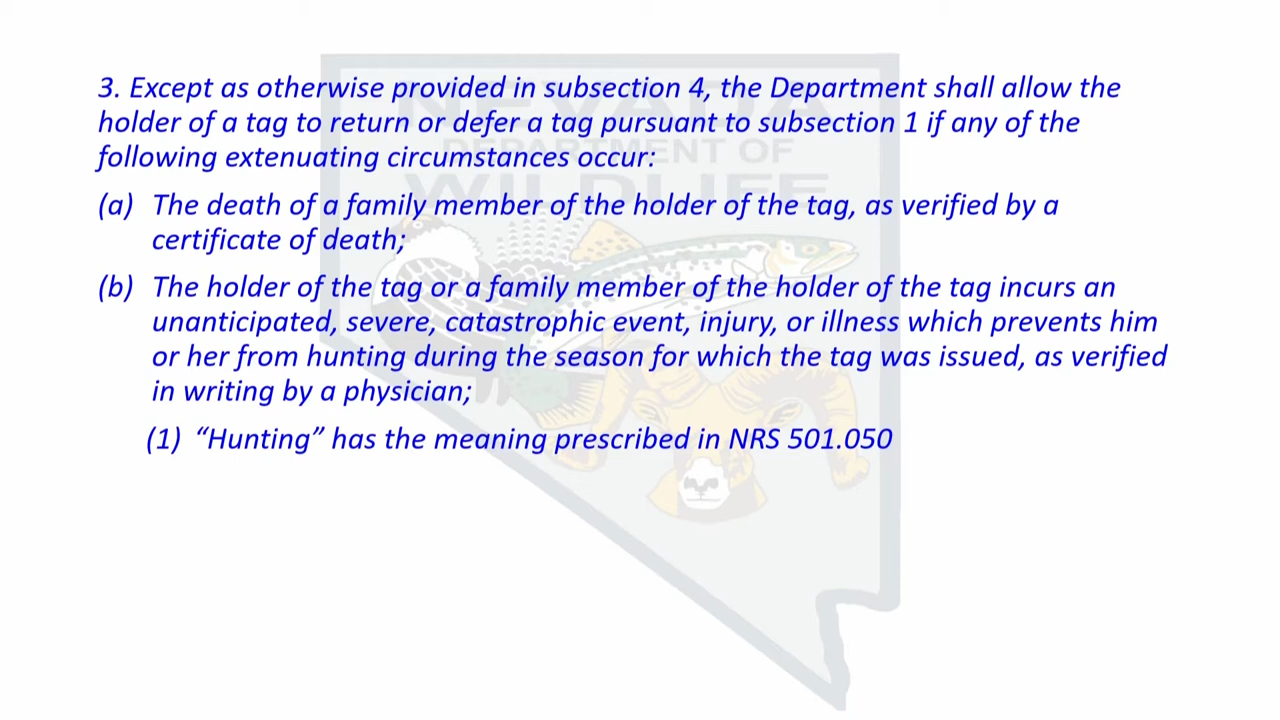 3. Except as otherwise provided in subsection 4, the Department shall allow the
holder of a tag to return or defer a tag pursuant to subsection 1 if any of the
following extenuating circumstances occur:
(a) The death of a family member of the holder of the tag, as verified by a
certificate of death;
(b) The holder of the tag or a family member of the holder of the tag incurs an
unanticipated, severe, catastrophic event, injury, or illness which prevents him
or her from hunting during the season for which the tag was issued, as verified
in writing by a physician;
(1) “Hunting” has the meaning prescribed in NRS 501.050
NEVADA
DEPARTMENT OF
WILDLIFE